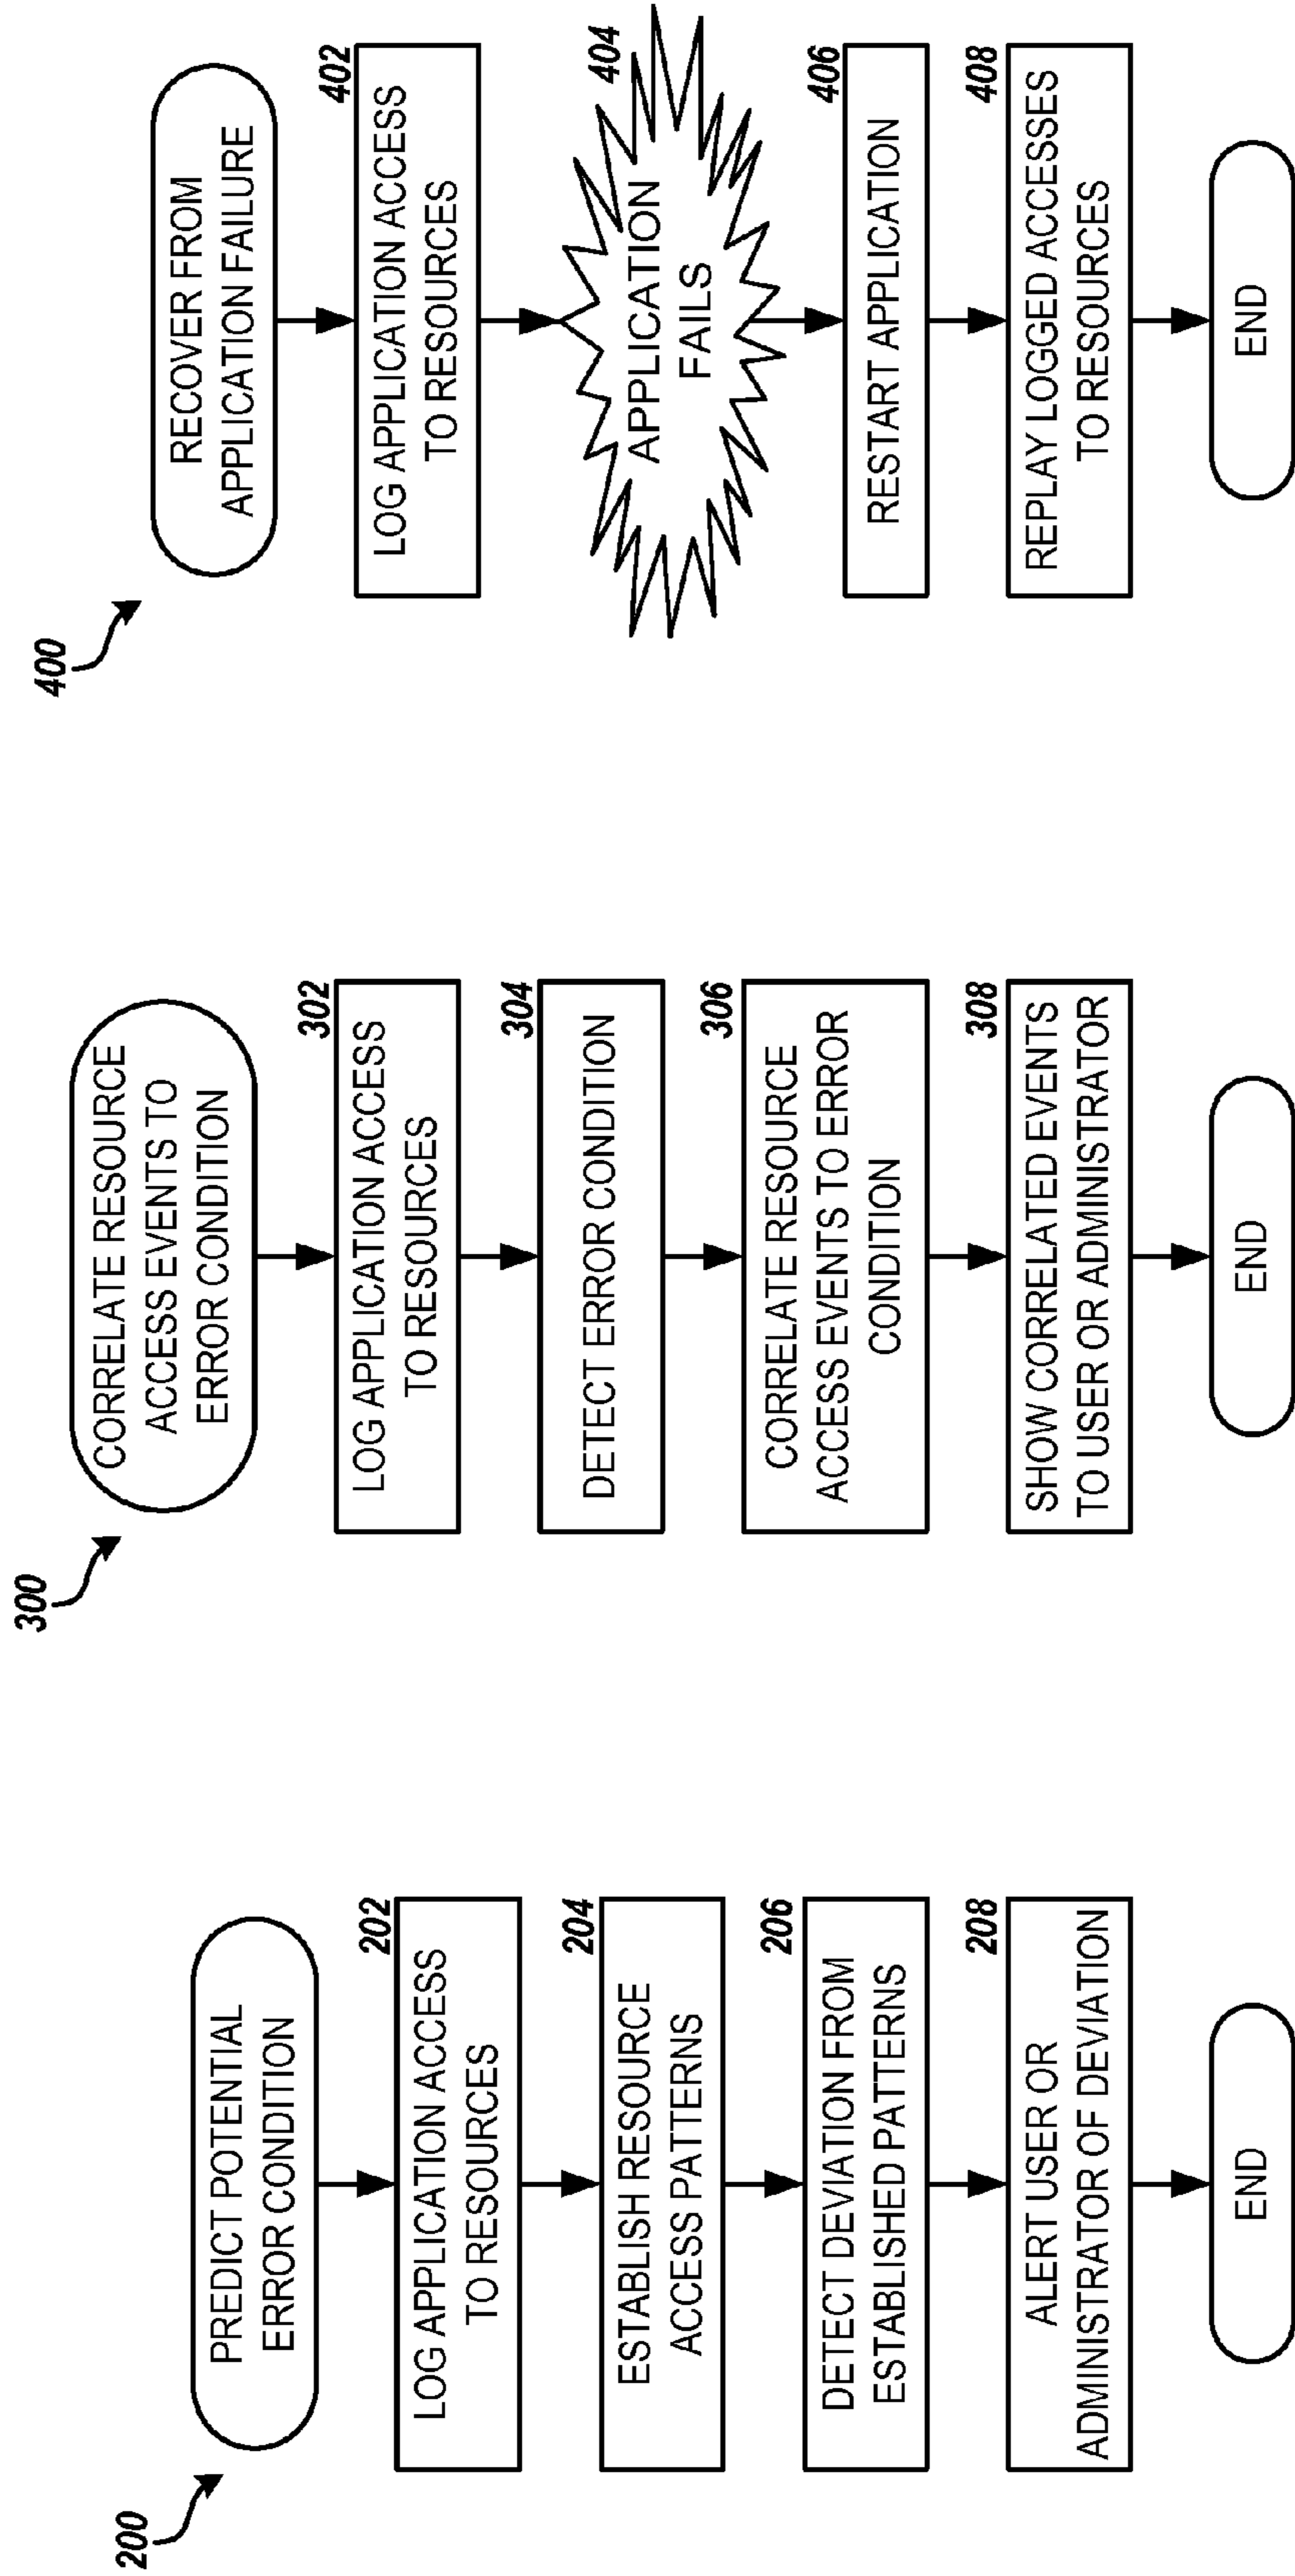 200
PREDICT POTENTIAL
ERROR CONDITION
202
LOG APPLICATION ACCESS
TO RESOURCES
204
ESTABLISH RESOURCE
ACCESS PATTERNS
206
DETECT DEVIATION FROM
ESTABLISHED PATTERNS
208
ALERT USER OR
ADMINISTRATOR OF DEVIATION
END
300
CORRELATE RESOURCE
ACCESS EVENTS TO
ERROR CONDITION
302
LOG APPLICATION ACCESS
TO RESOURCES
304
DETECT ERROR CONDITION
306
CORRELATE RESOURCE
ACCESS EVENTS TO ERROR
CONDITION
308
SHOW CORRELATED EVENTS
TO USER OR ADMINISTRATOR
END
400
RECOVER FROM
APPLICATION FAILURE
402
LOG APPLICATION ACCESS
TO RESOURCES
404
APPLICATION
FAILS
406
RESTART APPLICATION
408
REPLAY LOGGED ACCESSES
TO RESOURCES
END